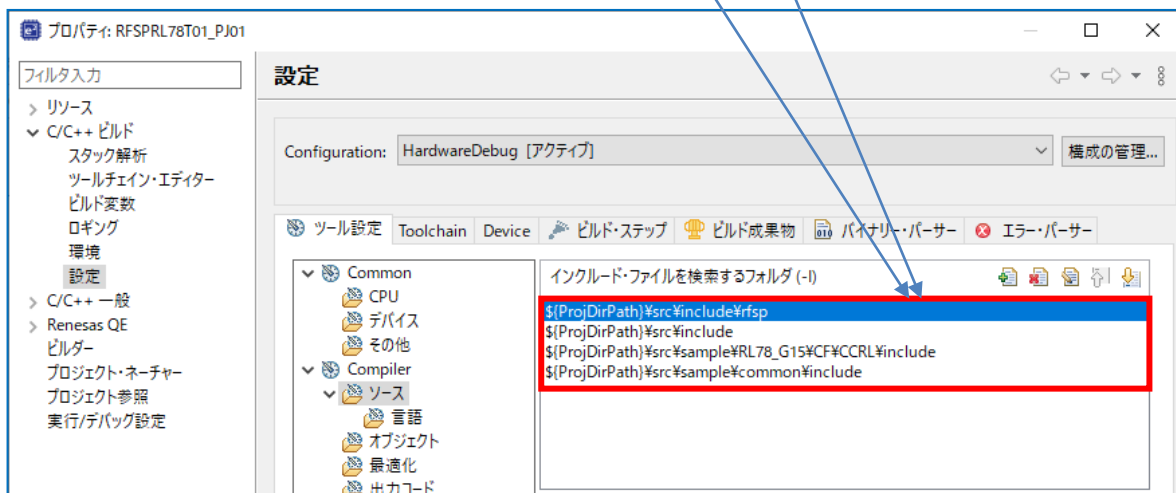 プロパティ: RFSPRL78T01_PJ01
フィルタ入力
リソース
C/C++ ビルド
スタック解析
ツールチェイン・エディター
ビルド変数
ロギング
環境
設定
C/C++ 一般
Renesas QE
ビルダー
プロジェクト・ネーチャー
プロジェクト参照
実行/デバッグ設定
設定
Configuration: HardwareDebug [アクティブ] 構成の管理...
ツール設定 Toolchain Device ビルド・ステップ ビルド成果物 バイナリー・パーサー エラー・パーサー
Common
CPU
デバイス
その他
Compiler
ソース
言語
オブジェクト
最適化
出力コード
インクルード・ファイルを検索するフォルダ (-I)
${ProjDirPath}¥src¥include¥rfsp
${ProjDirPath}¥src¥include
${ProjDirPath}¥src¥sample¥RL78_G15¥CF¥CCRL¥include
${ProjDirPath}¥src¥sample¥common¥include